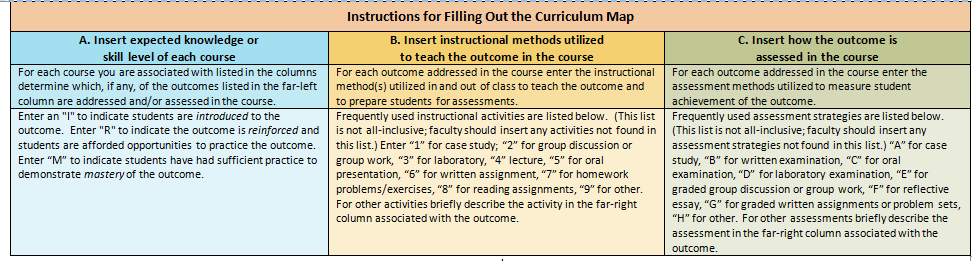 Instructions for Filling Out the Curriculum Map
A. Insert expected knowledge or
skill level of each course
For each course you are associated with listed in the columns
determine which, if any, of the outcomes listed in the far-left
column are addressed and/or assessed in the course.
Enter an "I" to indicate students are introduced to the
outcome.  Enter "R" to indicate the outcome is reinforced and
students are afforded opportunities to practice the outcome.
Enter “M” to indicate students have had sufficient practice to
demonstrate mastery of the outcome.
B. Insert instructional methods utilized
to teach the outcome in the course
For each outcome addressed in the course enter the instructional
method(s) utilized in and out of class to teach the outcome and
to prepare students for assessments.
Frequently used instructional activities are listed below.  (This list
is not all-inclusive; faculty should insert any activities not found in
this list.) Enter “1” for case study; “2” for group discussion or
group work, “3” for laboratory, “4” lecture, “5” for oral
presentation, “6” for written assignment, “7” for homework
problems/exercises, “8” for reading assignments, “9” for other.
For other activities briefly describe the activity in the far-right
column associated with the outcome.
C. Insert how the outcome is
assessed in the course
For each outcome addressed in the course enter the
assessment methods utilized to measure student
achievement of the outcome.
Frequently used assessment strategies are listed below.
(This list is not all-inclusive; faculty should insert any
assessment strategies not found in this list.) “A” for case
study, “B” for written examination, “C” for oral
examination, “D” for laboratory examination, “E” for
graded group discussion or group work, “F” for reflective
essay, “G” for graded written assignments or problem sets,
“H” for other.  For other assessments briefly describe the
assessment in the far-right column associated with the
outcome.